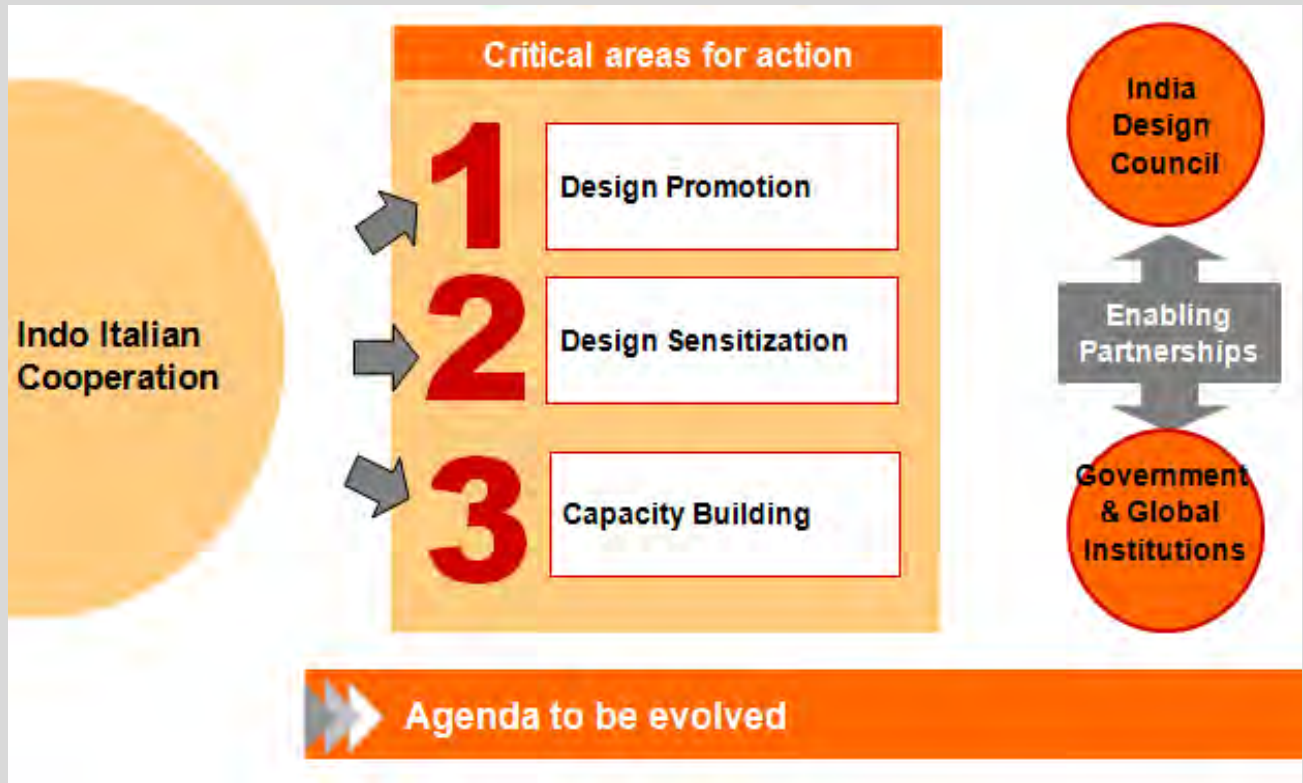 Indo Italian
Cooperation
Critical areas for action
1
Design Promotion
2
Design Sensitization
3
Capacity Building
India
Design
Council
Enabling
Partnerships
Government
& Global
Institutions
Agenda to be evolved